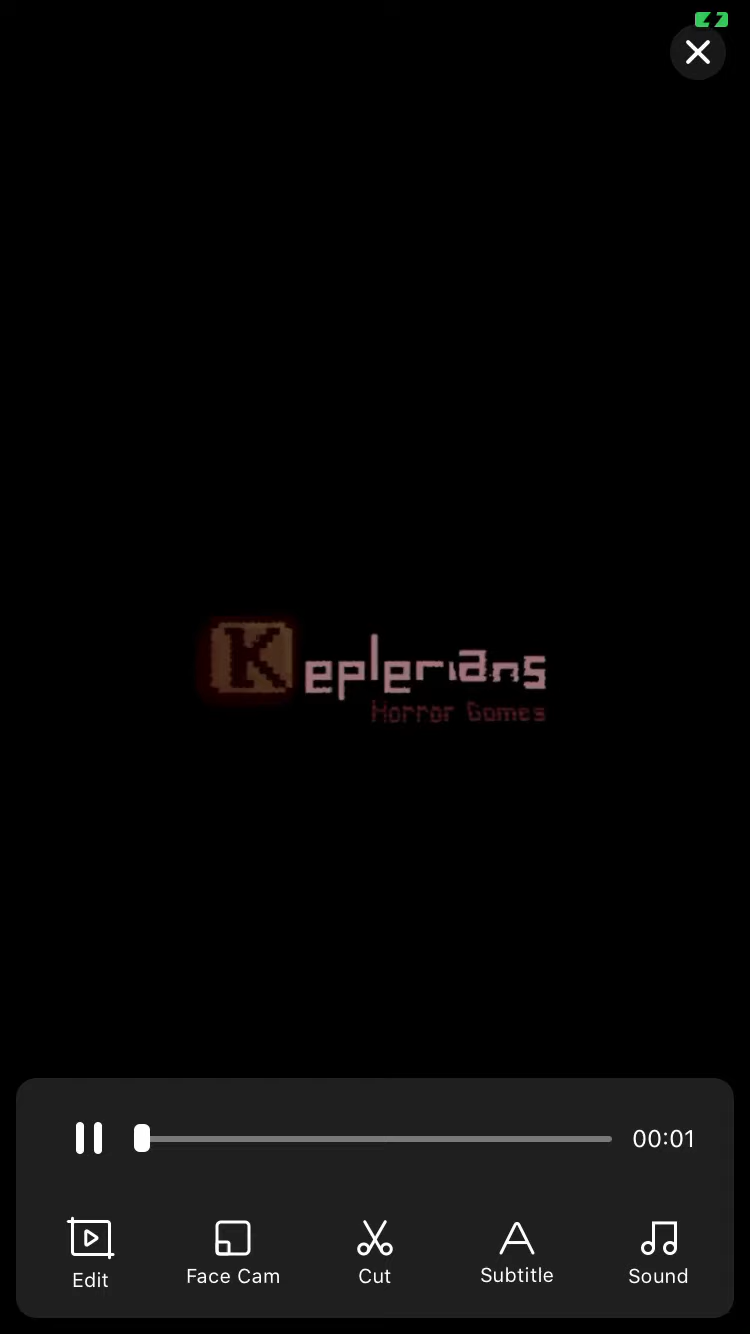 Keplerians
Horror Games
00:01
Edit
Face Cam
Cut
Subtitle
Sound